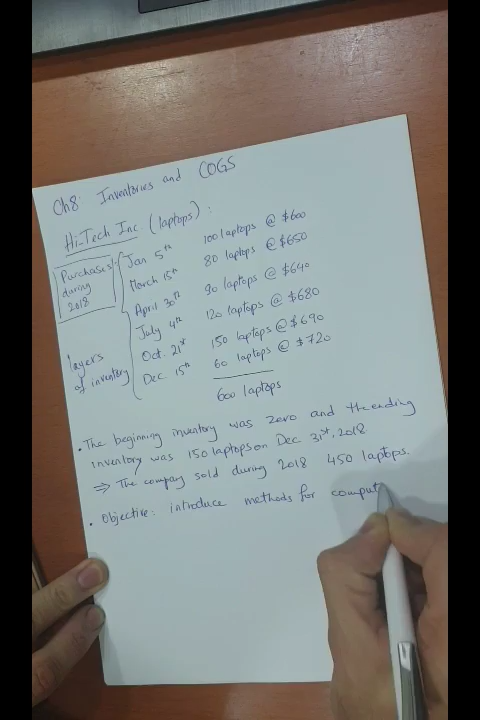 Ch8: Inventories and COGS
Hi-Tech Inc (laptops):
Purchases during 2018
Jan 5th 100 laptops @ $600
March 15th 80 laptops @ $650
April 30th 90 laptops @ $640
July 4th 120 laptops @ $680
Oct. 21st 150 laptops @ $690
Dec. 15th 60 laptops @ $720
layers of inventory
600 laptops
• The beginning inventory was zero and the ending
inventory was 150 laptops on Dec 31st, 2018
⇒ The company sold during 2018 450 laptops.
• Objective: introduce methods for comput